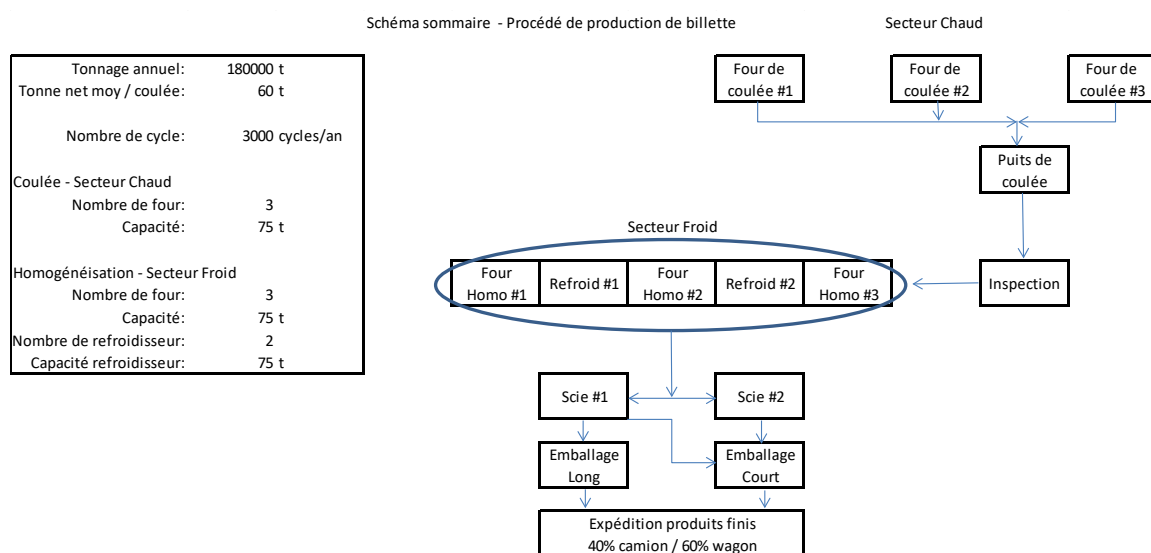 Schéma sommaire - Procédé de production de billette
Secteur Chaud
Tonnage annuel: 180000 t
Tonne net moy / coulée: 60 t
Nombre de cycle: 3000 cycles/an
Coulée - Secteur Chaud
Nombre de four: 3
Capacité: 75 t
Homogénéisation - Secteur Froid
Nombre de four: 3
Capacité: 75 t
Nombre de refroidisseur: 2
Capacité refroidisseur: 75 t
Four de
coulée #1
Four de
coulée #2
Four de
coulée #3
Puits de
coulée
Inspection
Secteur Froid
Four
Homo #1
Refroid #1
Four
Homo #2
Refroid #2
Four
Homo #3
Scie #1
Scie #2
Emballage
Long
Emballage
Court
Expédition produits finis
40% camion / 60% wagon